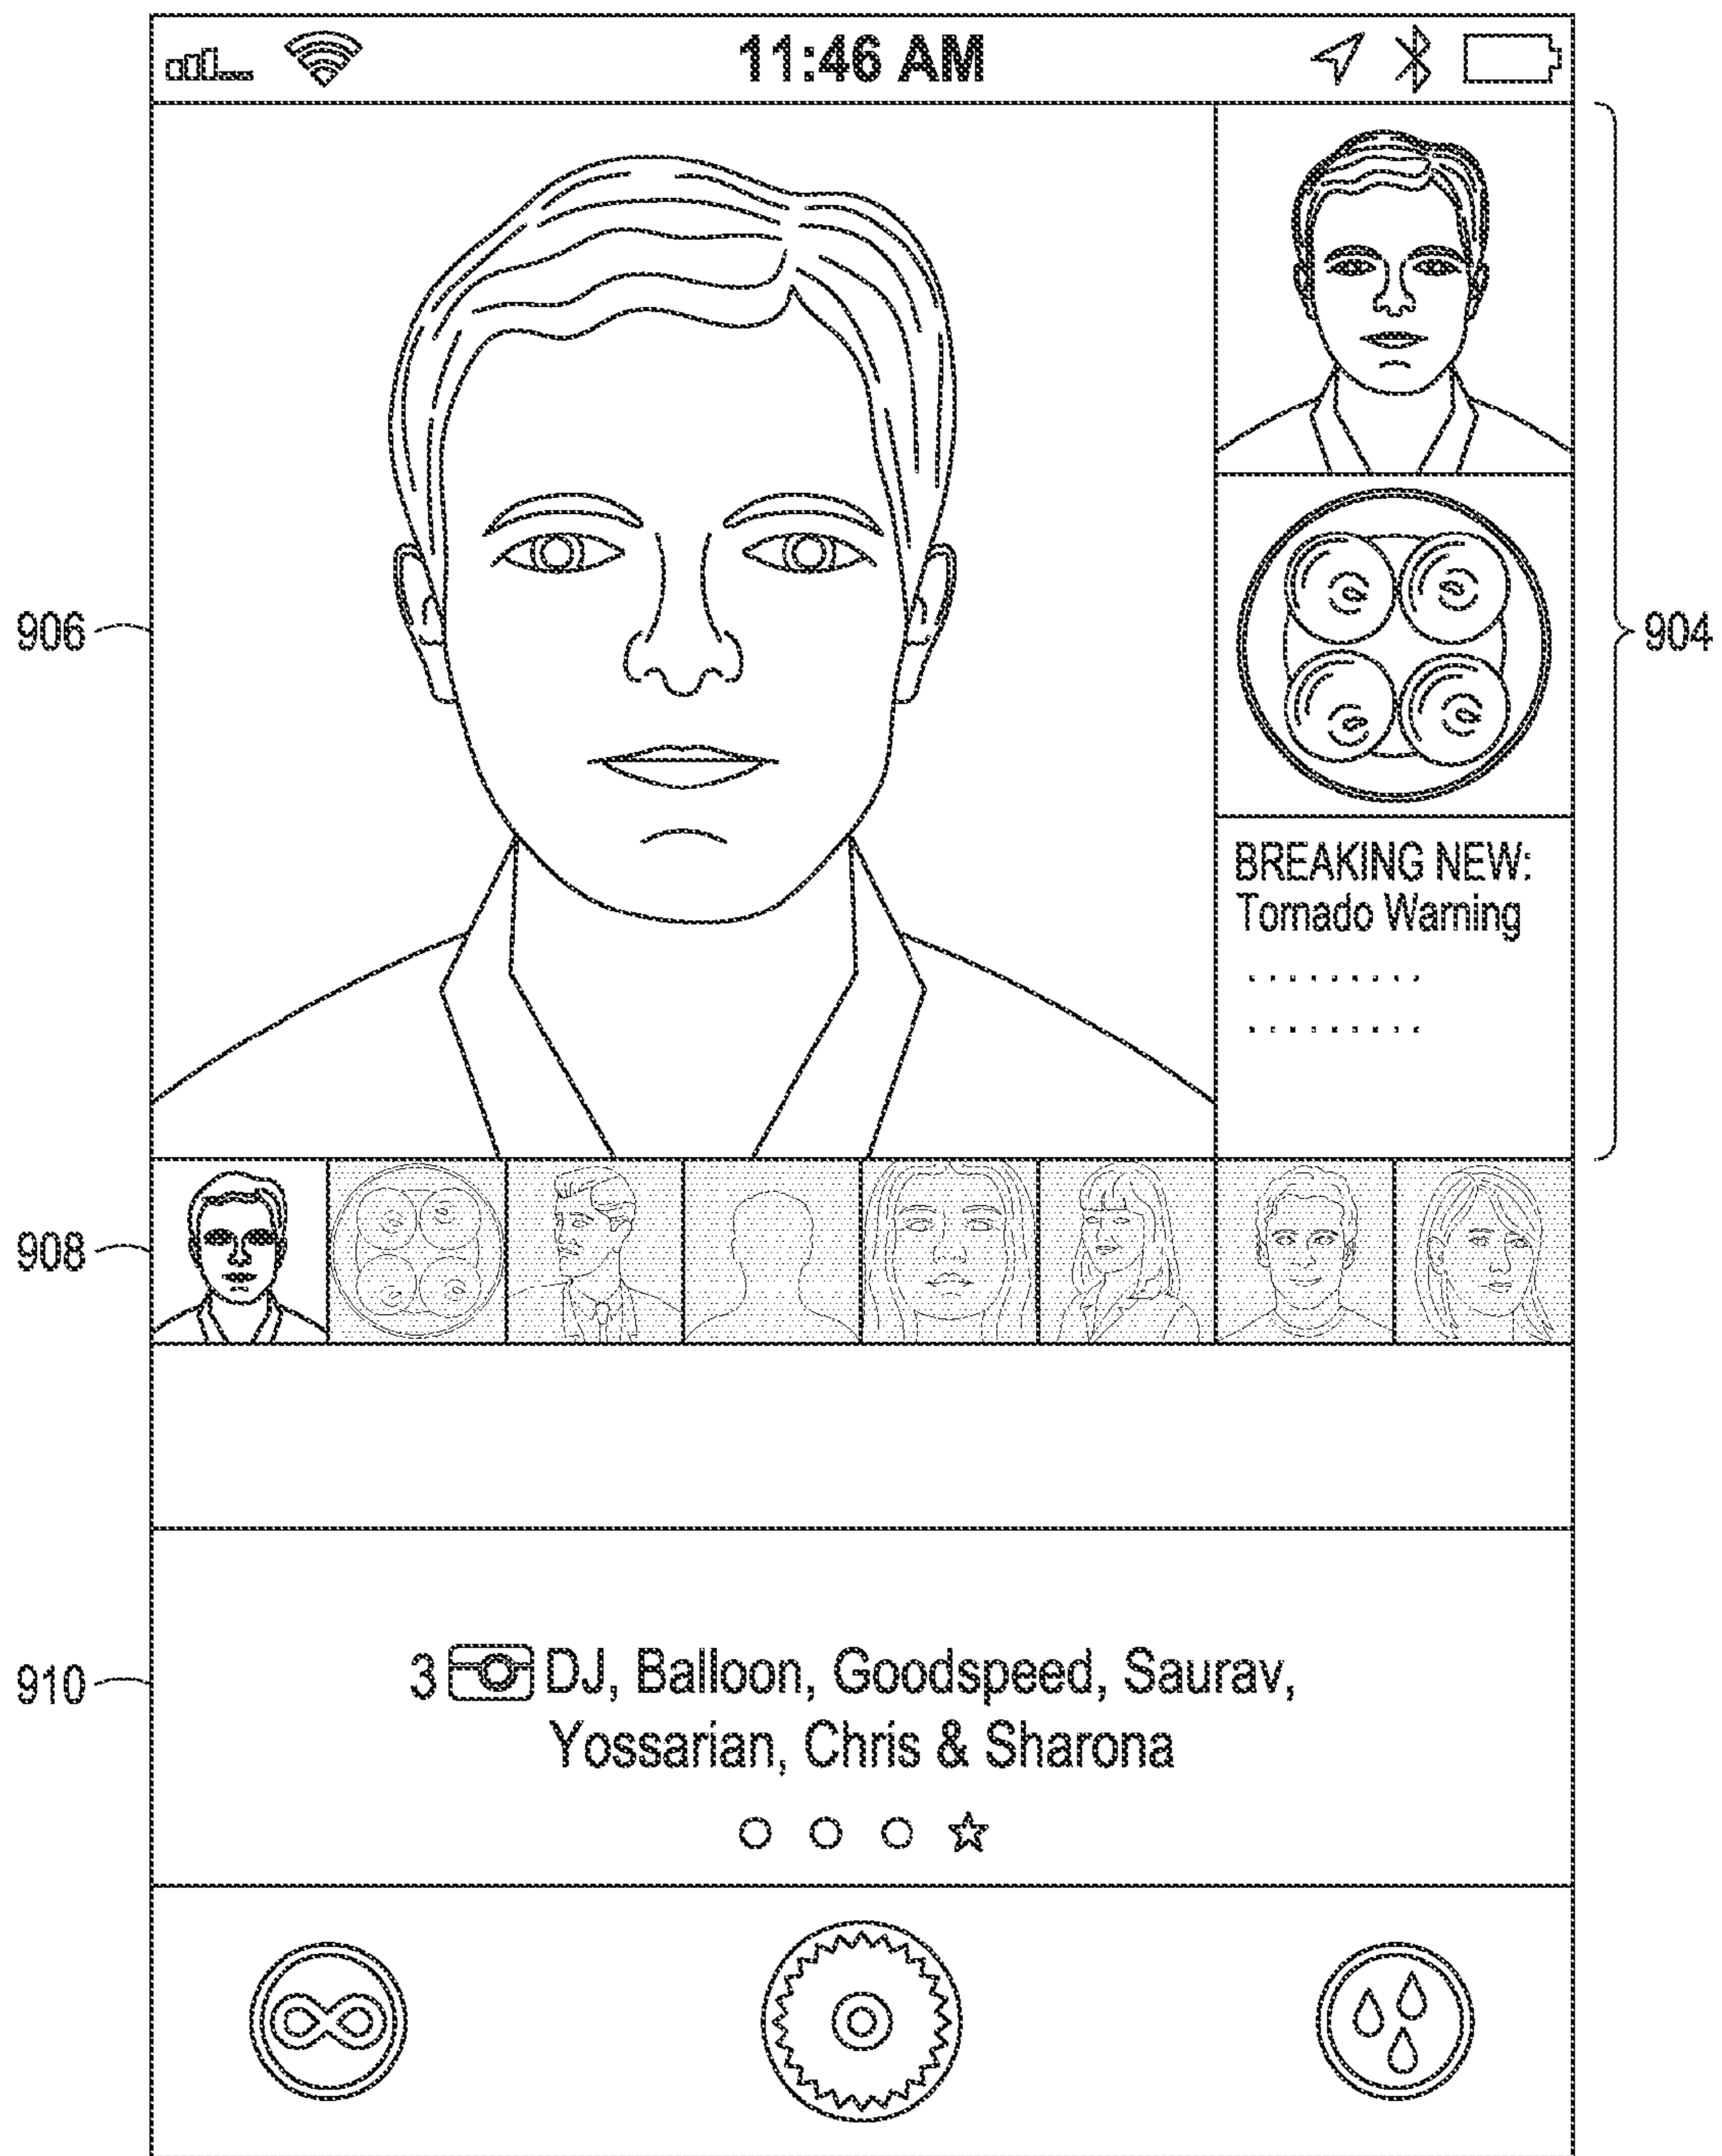 11:46 AM
904
906
BREAKING NEW:
Tornado Warning
908
910
3 DJ, Balloon, Goodspeed, Saurav,
Yossarian, Chris & Sharona